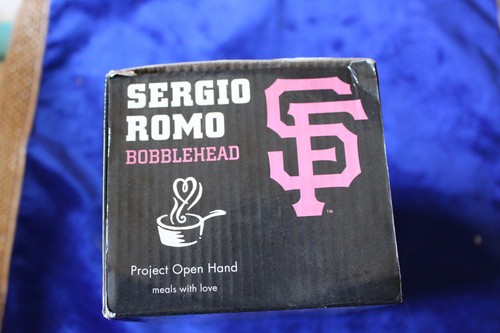 SERGIO
ROMO
BOBBLEHEAD
SF
TM
Project Open Hand
meals with love